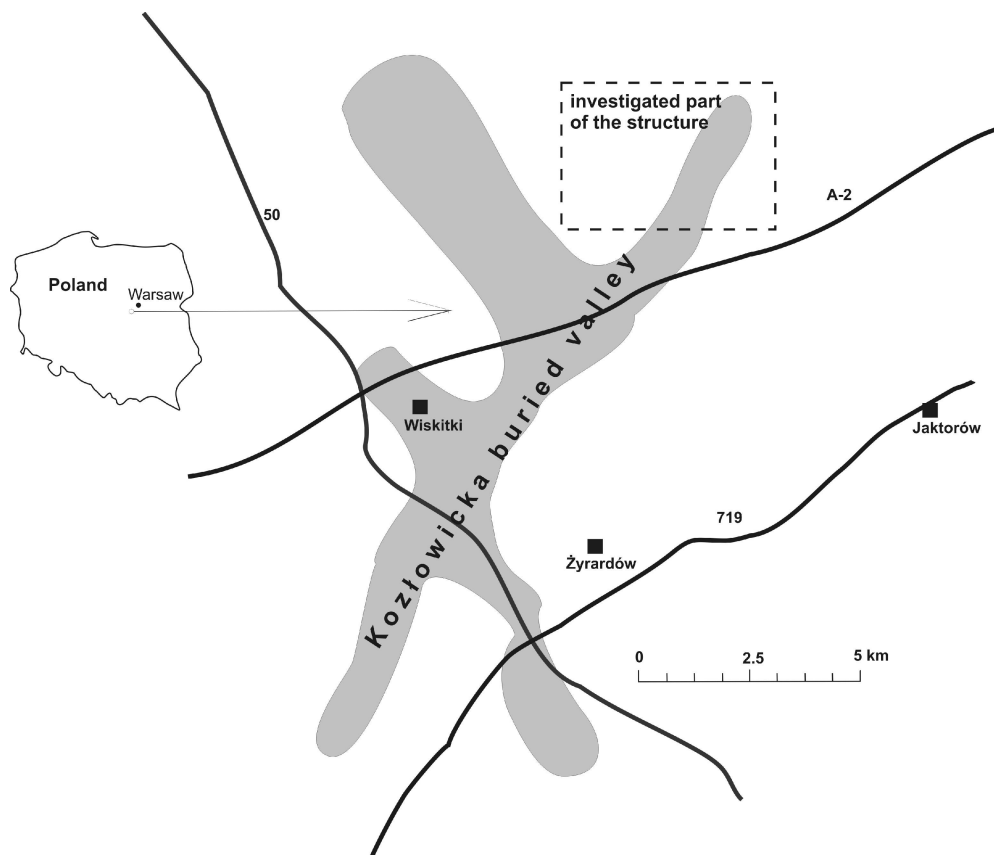 investigated part
of the structure
A-2
50
Poland
Warsaw
Kozłowicka buried valley
Wiskitki
Jaktorów
719
Żyrardów
0 2.5 5 km